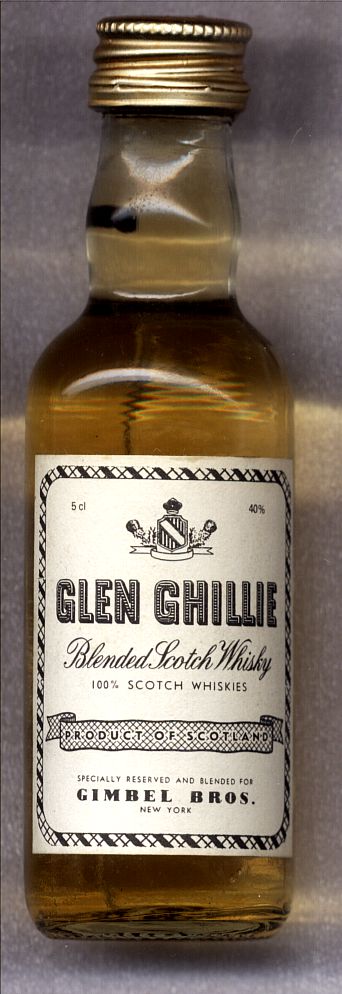 5 cl 40%
GLEN GHILLIE
Blended Scotch Whisky
100% SCOTCH WHISKIES
PRODUCT OF SCOTLAND
SPECIALLY RESERVED AND BLENDED FOR
GIMBEL BROS.
NEW YORK